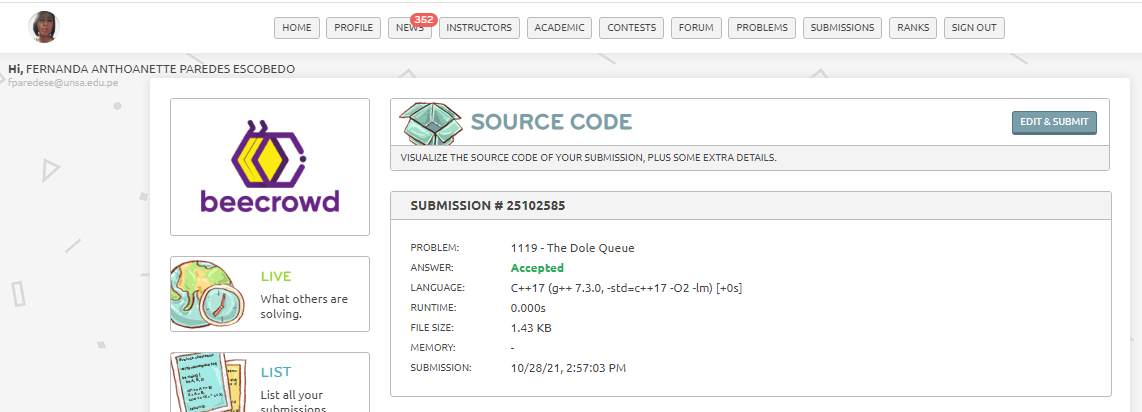 HOME PROFILE NEWS 352 INSTRUCTORS ACADEMIC CONTESTS FORUM PROBLEMS SUBMISSIONS RANKS SIGN OUT
Hi, FERNANDA ANTHOANETTE PAREDES ESCOBEDO
fparedese@unsa.edu.pe
beecrowd
SOURCE CODE
EDIT & SUBMIT
VISUALIZE THE SOURCE CODE OF YOUR SUBMISSION, PLUS SOME EXTRA DETAILS.
SUBMISSION # 25102585
PROBLEM: 1119 - The Dole Queue
ANSWER: Accepted
LANGUAGE: C++17 (g++ 7.3.0, -std=c++17 -O2 -lm) [+0s]
RUNTIME: 0.000s
FILE SIZE: 1.43 KB
MEMORY: -
SUBMISSION: 10/28/21, 2:57:03 PM
LIVE
What others are
solving.
LIST
List all your
submissions